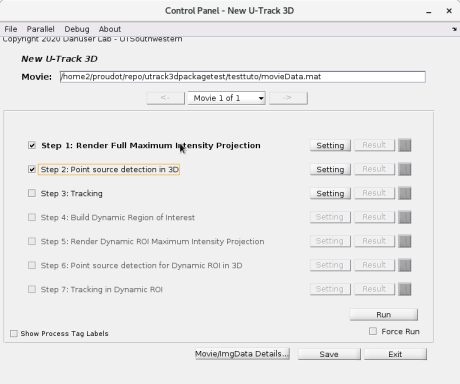 Control Panel - New U-Track 3D
File Parallel Debug About
Copyright 2020 Danuser Lab - UTSouthwestern
New U-Track 3D
Movie: /home2/proudot/repo/utrack3dpackagetest/testtuto/movieData.mat
<- Movie 1 of 1 ->
Step 1: Render Full Maximum Intensity Projection Setting Result
Step 2: Point source detection in 3D Setting Result
Step 3: Tracking Setting Result
Step 4: Build Dynamic Region of Interest Setting Result
Step 5: Render Dynamic ROI Maximum Intensity Projection Setting Result
Step 6: Point source detection for Dynamic ROI in 3D Setting Result
Step 7: Tracking in Dynamic ROI Setting Result
Run
Show Process Tag Labels Force Run
Movie/ImgData Details... Save Exit